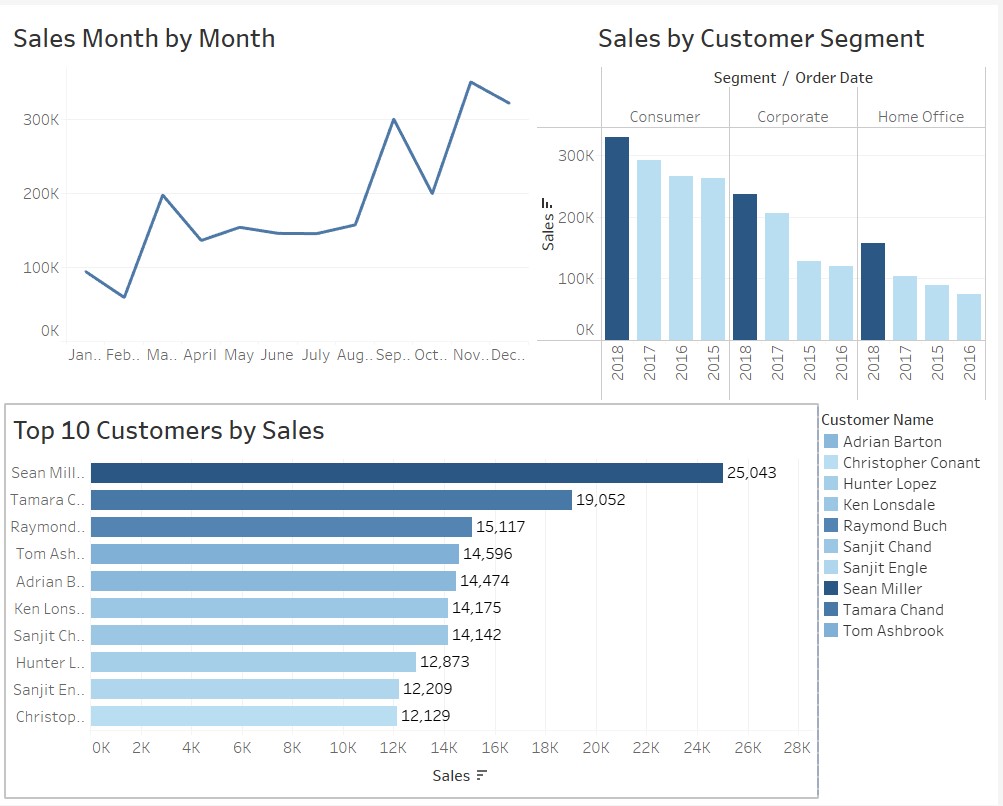 Sales Month by Month
300K
200K
100K
0K
Jan.. Feb.. Ma.. April May June July Aug.. Sep.. Oct.. Nov.. Dec..
Sales by Customer Segment
Segment / Order Date
Consumer Corporate Home Office
Sales
300K
200K
100K
0K
2018 2017 2016 2015 2018 2017 2015 2016 2018 2017 2015 2016
Top 10 Customers by Sales
Sean Mill.. 25,043
Tamara C.. 19,052
Raymond.. 15,117
Tom Ash.. 14,596
Adrian B.. 14,474
Ken Lons.. 14,175
Sanjit Ch.. 14,142
Hunter L.. 12,873
Sanjit En.. 12,209
Christop.. 12,129
0K 2K 4K 6K 8K 10K 12K 14K 16K 18K 20K 22K 24K 26K 28K
Sales
Customer Name
Adrian Barton
Christopher Conant
Hunter Lopez
Ken Lonsdale
Raymond Buch
Sanjit Chand
Sanjit Engle
Sean Miller
Tamara Chand
Tom Ashbrook